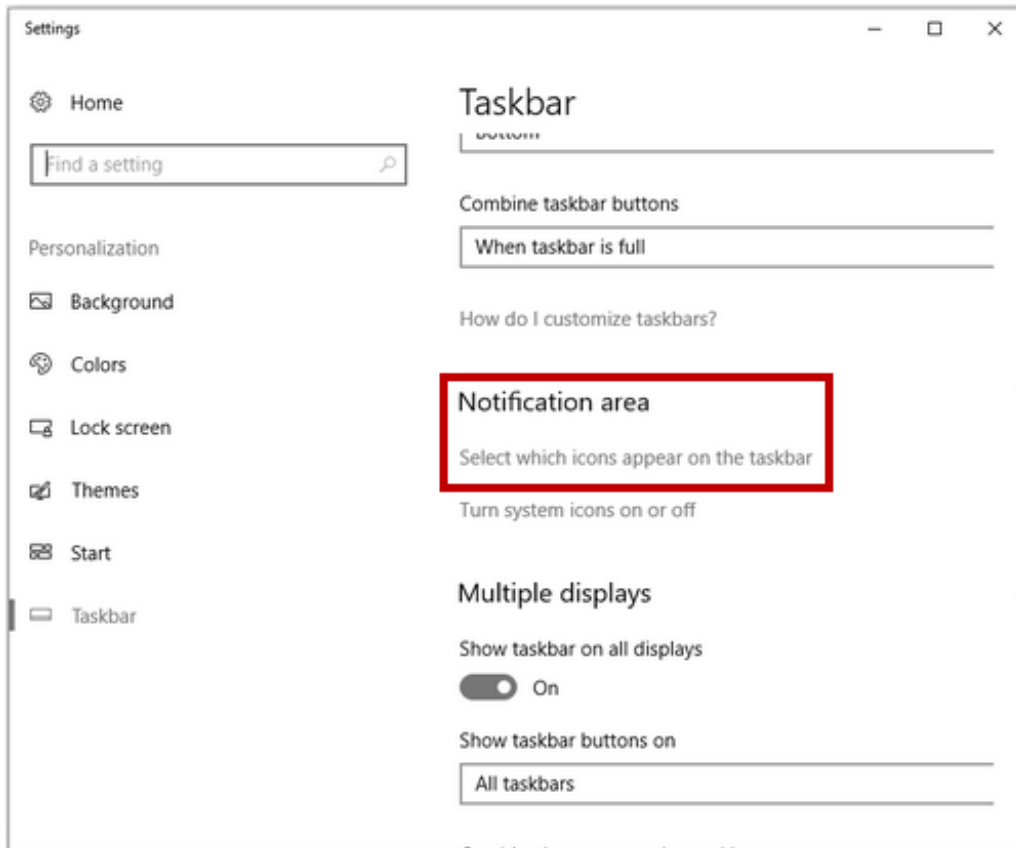 Settings
Home
Find a setting
Personalization
Background
Colors
Lock screen
Themes
Start
Taskbar
Taskbar
Bottom
Combine taskbar buttons
When taskbar is full
How do I customize taskbars?
Notification area
Select which icons appear on the taskbar
Turn system icons on or off
Multiple displays
Show taskbar on all displays
On
Show taskbar buttons on
All taskbars